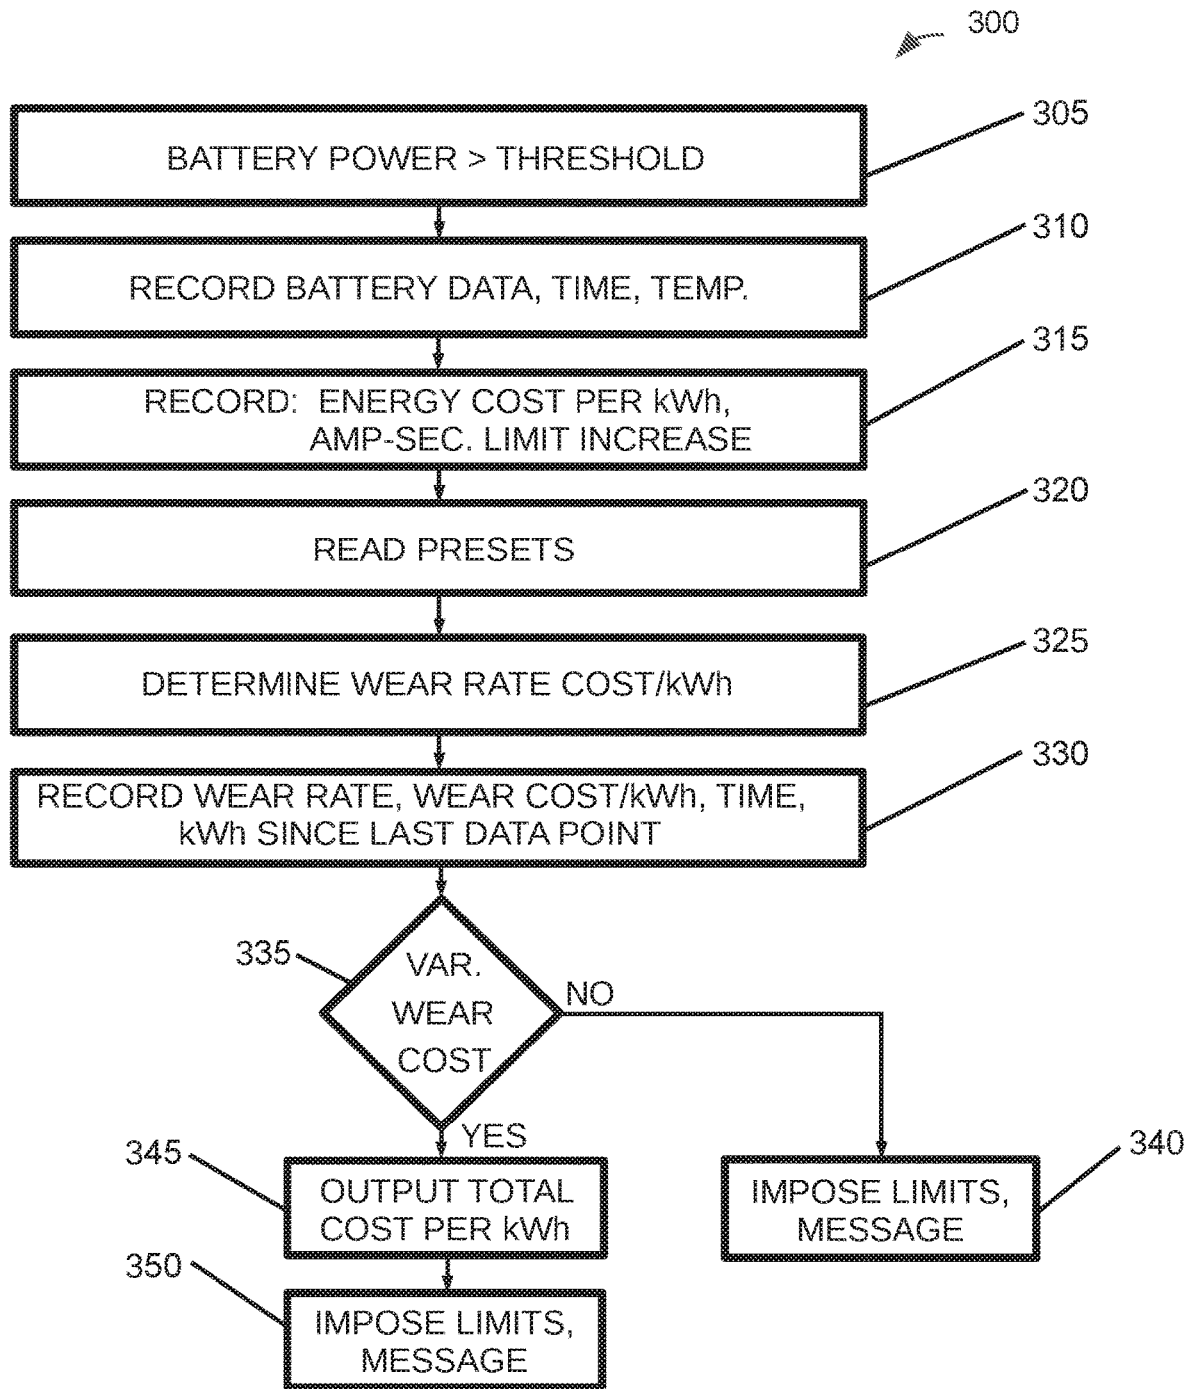 300
BATTERY POWER > THRESHOLD
305
RECORD BATTERY DATA, TIME, TEMP.
310
RECORD: ENERGY COST PER kWh,
AMP-SEC. LIMIT INCREASE
315
READ PRESETS
320
DETERMINE WEAR RATE COST/kWh
325
RECORD WEAR RATE, WEAR COST/kWh, TIME,
kWh SINCE LAST DATA POINT
330
335
VAR.
WEAR
COST
NO
YES
345
OUTPUT TOTAL
COST PER kWh
IMPOSE LIMITS,
MESSAGE
340
350
IMPOSE LIMITS,
MESSAGE